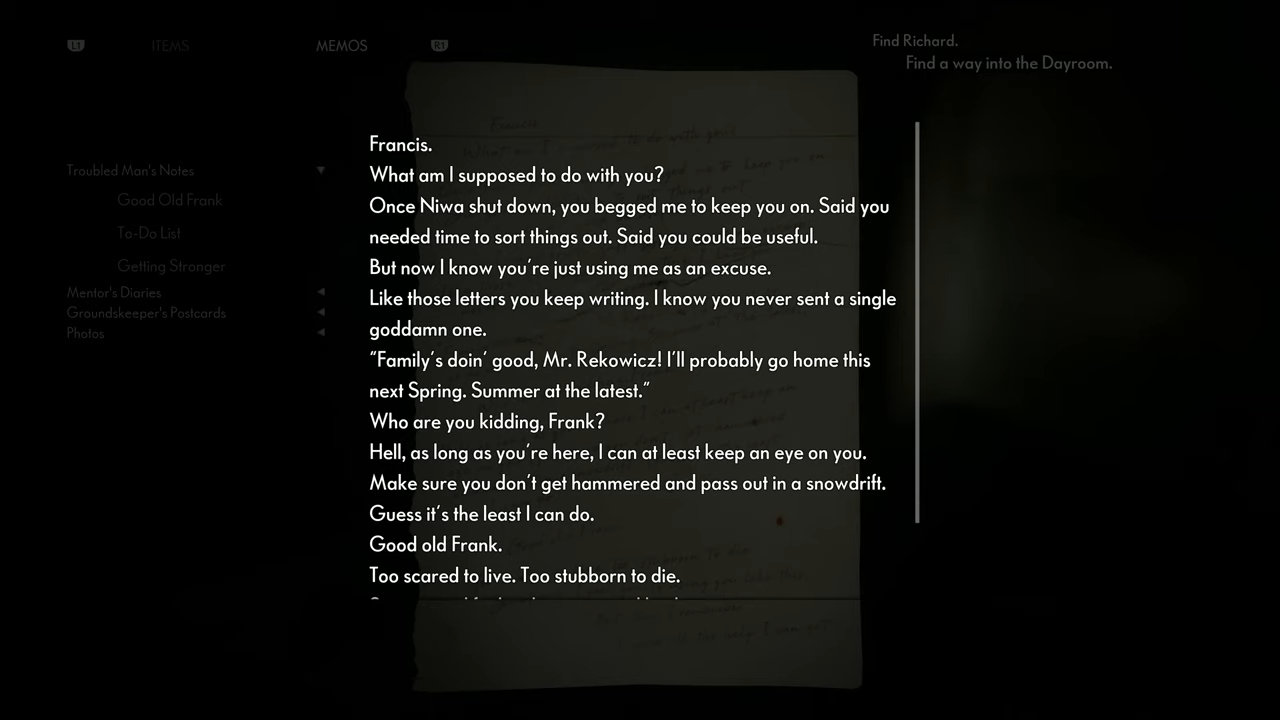 L1 ITEMS MEMOS R1
Find Richard.
Find a way into the Dayroom.
Troubled Man's Notes
Good Old Frank
To-Do List
Getting Stranger
Mentor's Diaries
Groundskeeper's Postcards
Photos
Francis.
What am I supposed to do with you?
Once Niwa shut down, you begged me to keep you on. Said you
needed time to sort things out. Said you could be useful.
But now I know you're just using me as an excuse.
Like those letters you keep writing. I know you never sent a single
goddamn one.
"Family's doin' good, Mr. Rekowicz! I'll probably go home this
next Spring. Summer at the latest."
Who are you kidding, Frank?
Hell, as long as you're here, I can at least keep an eye on you.
Make sure you don't get hammered and pass out in a snowdrift.
Guess it's the least I can do.
Good old Frank.
Too scared to live. Too stubborn to die.